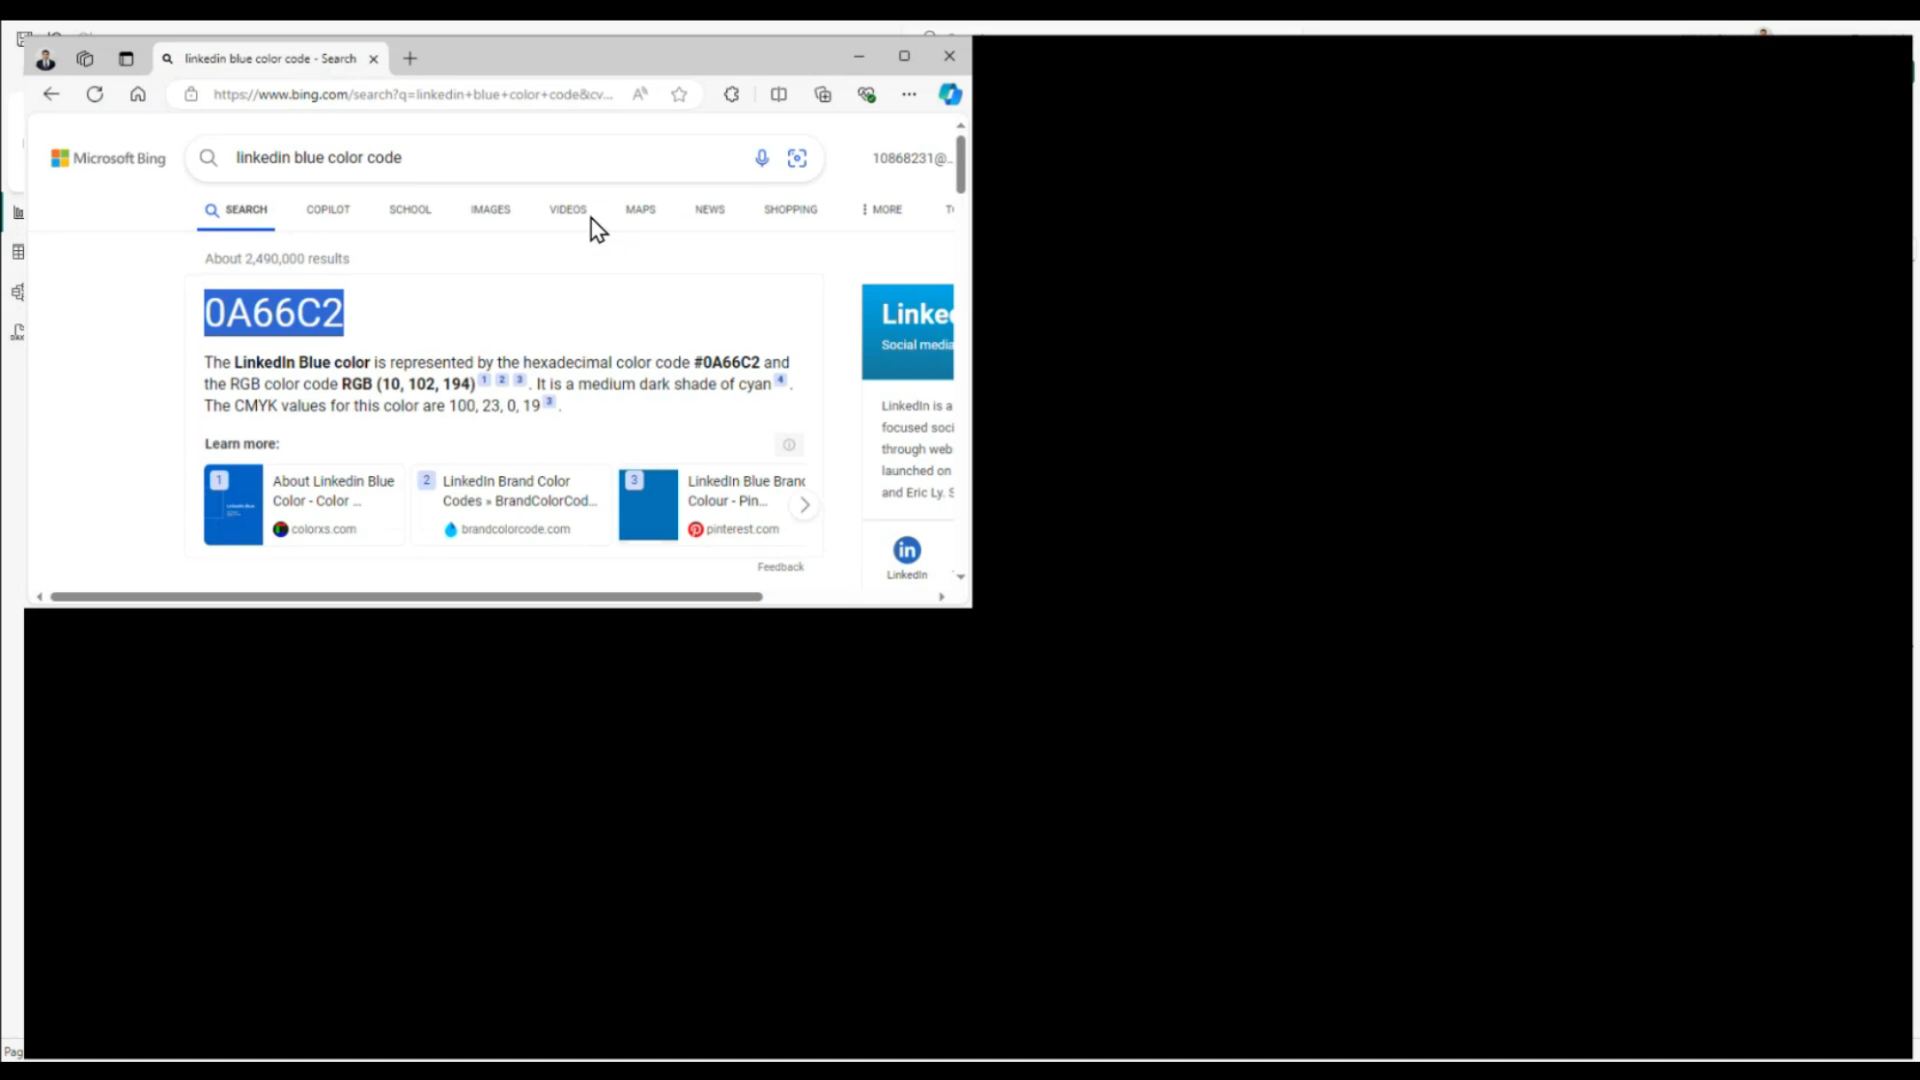 linkedin blue color code - Search
https://www.bing.com/search?q=linkedin+blue+color+code&cv...
Microsoft Bing
linkedin blue color code
10868231@...
SEARCH
COPILOT
SCHOOL
IMAGES
VIDEOS
MAPS
NEWS
SHOPPING
MORE
About 2,490,000 results
0A66C2
The LinkedIn Blue color is represented by the hexadecimal color code #0A66C2 and
the RGB color code RGB (10, 102, 194) 1 2 3 . It is a medium dark shade of cyan 4 .
The CMYK values for this color are 100, 23, 0, 19 3 .
Learn more:
1
About Linkedin Blue
Color - Color ...
colorxs.com
2
LinkedIn Brand Color
Codes » BrandColorCod...
brandcolorcode.com
3
LinkedIn Blue Brand
Colour - Pin...
pinterest.com
Feedback
Linke
Social media
LinkedIn is a
focused soci
through web
launched on
and Eric Ly. S
in
LinkedIn
Pag